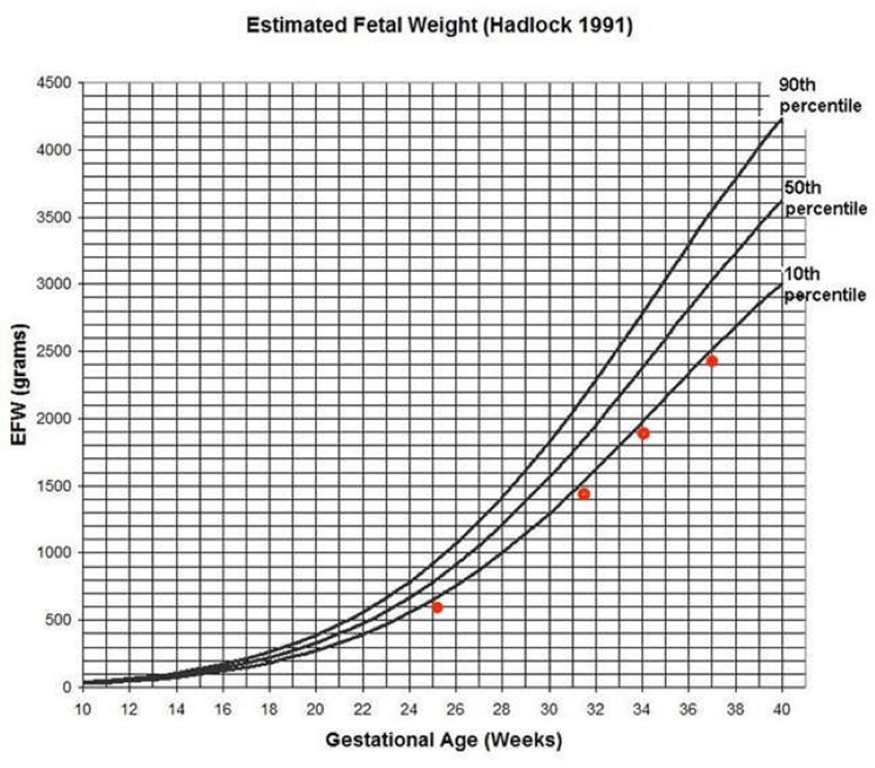 Estimated Fetal Weight (Hadlock 1991)
90th
percentile
50th
percentile
10th
percentile
4500
4000
3500
3000
2500
2000
1500
1000
500
0
EFW (grams)
10 12 14 16 18 20 22 24 26 28 30 32 34 36 38 40
Gestational Age (Weeks)